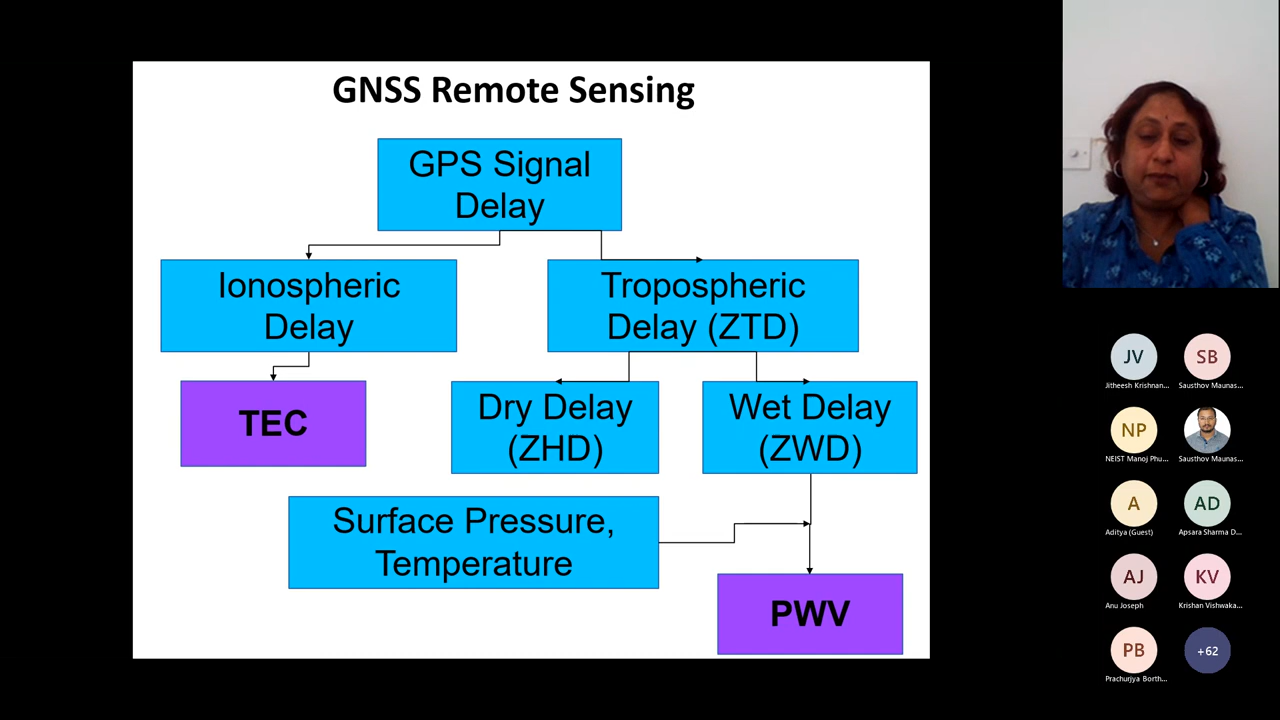 GNSS Remote Sensing
GPS Signal
Delay
Ionospheric
Delay
Tropospheric
Delay (ZTD)
TEC
Dry Delay
(ZHD)
Wet Delay
(ZWD)
Surface Pressure,
Temperature
PWV
JV
Jitheesh Krishnan...
SB
Sausthov Maunas...
NP
NEIST Manoj Phu...
Sausthov Maunas...
A
Aditya (Guest)
AD
Apsara Sharma D...
AJ
Anu Joseph
KV
Krishan Vishwaka...
PB
Prachurjya Borth...
+62